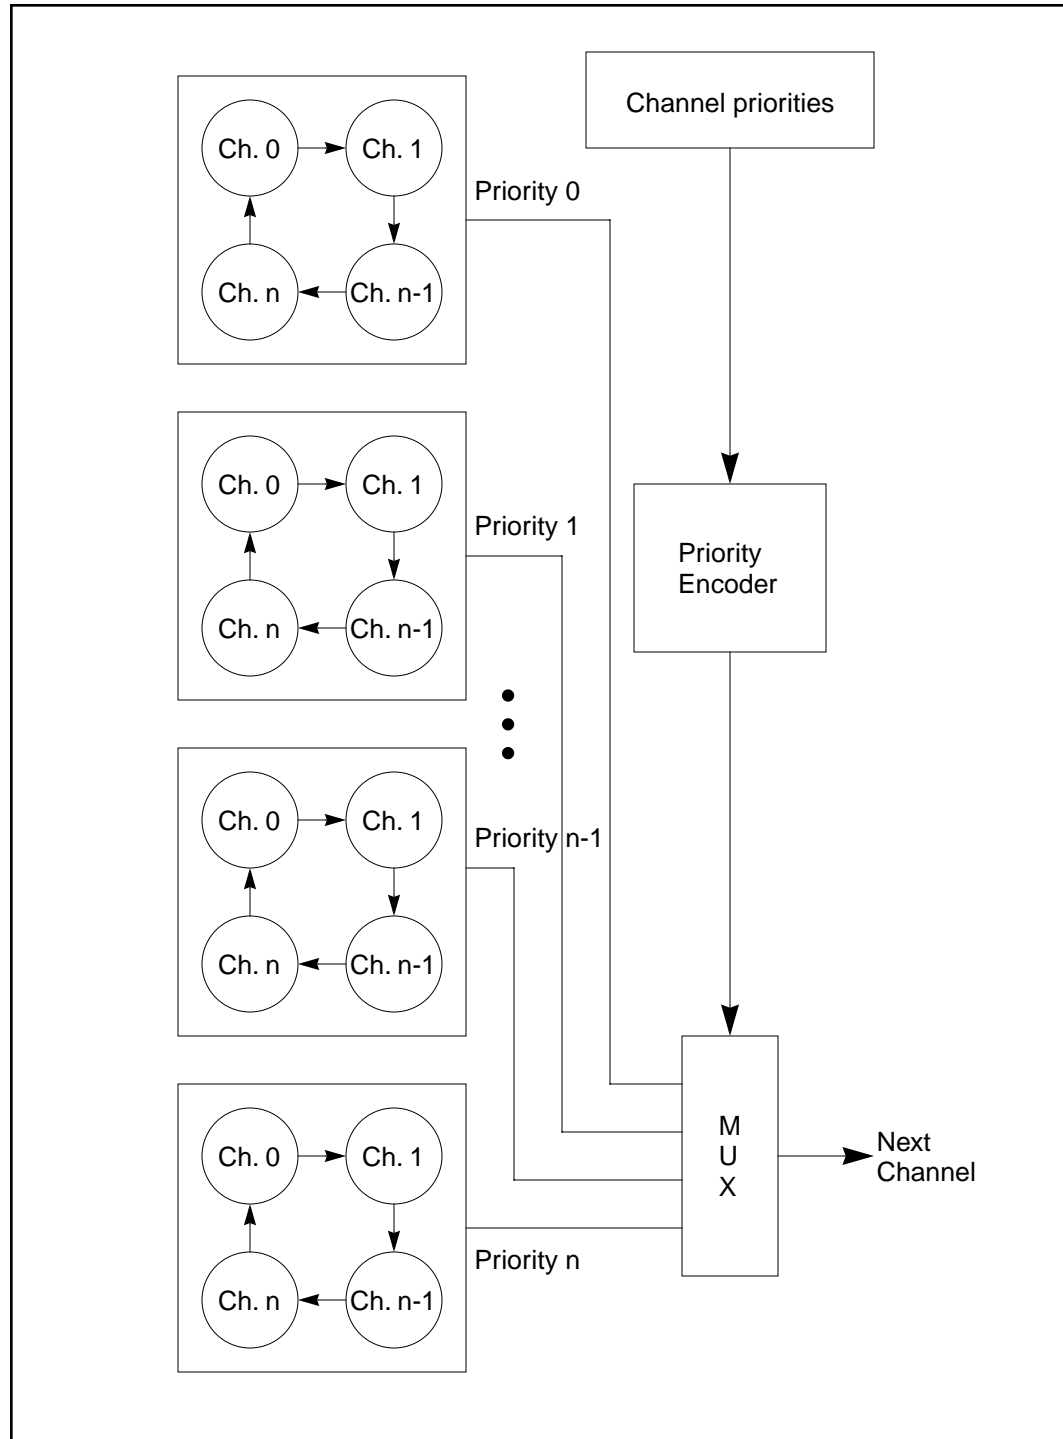 Channel priorities
Ch. 0
Ch. 1
Priority 0
Ch. n
Ch. n-1
Ch. 0
Ch. 1
Priority 1
Priority
Encoder
Ch. n
Ch. n-1
Ch. 0
Ch. 1
Priority n-1
Ch. n
Ch. n-1
M
U
X
Next
Channel
Ch. 0
Ch. 1
Priority n
Ch. n
Ch. n-1